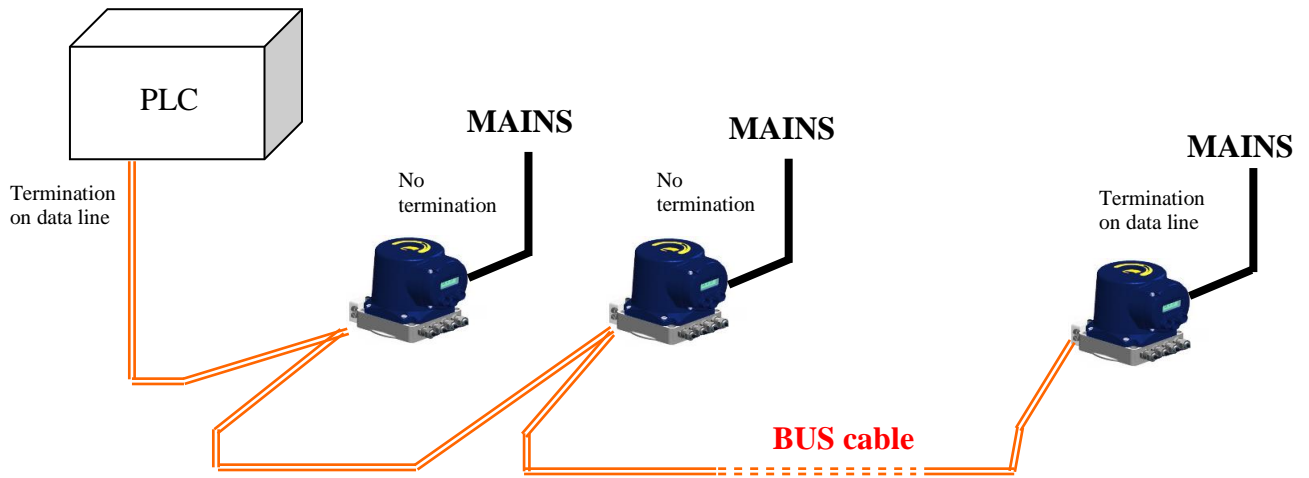 PLC
MAINS
MAINS
MAINS
Termination
on data line
No
termination
No
termination
Termination
on data line
BUS cable